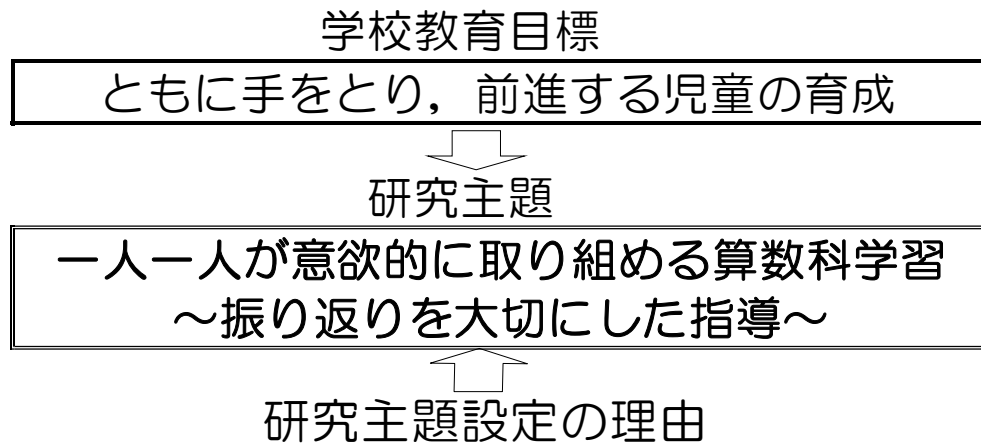 学校教育目標
ともに手をとり，前進する児童の育成
研究主題
一人一人が意欲的に取り組める算数科学習
～振り返りを大切にした指導～
研究主題設定の理由